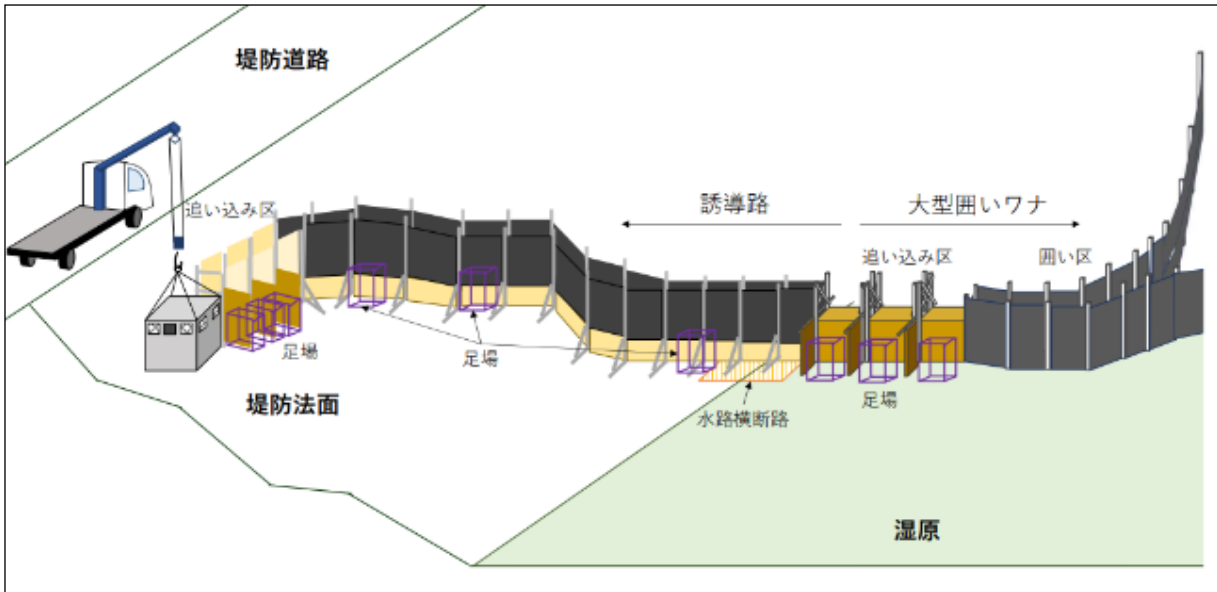 堤防道路
追い込み区
誘導路
大型囲いワナ
追い込み区
囲い区
足場
足場
足場
水路横断路
堤防法面
湿原